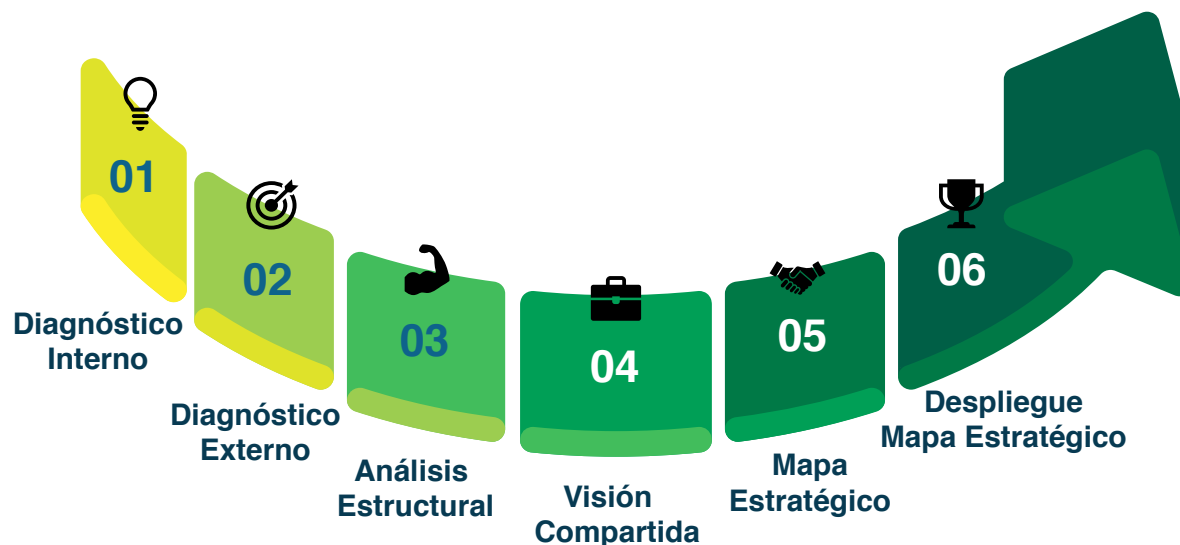 01
Diagnóstico
Interno
02
Diagnóstico
Externo
03
Análisis
Estructural
04
Visión
Compartida
05
Mapa
Estratégico
06
Despliegue
Mapa Estratégico